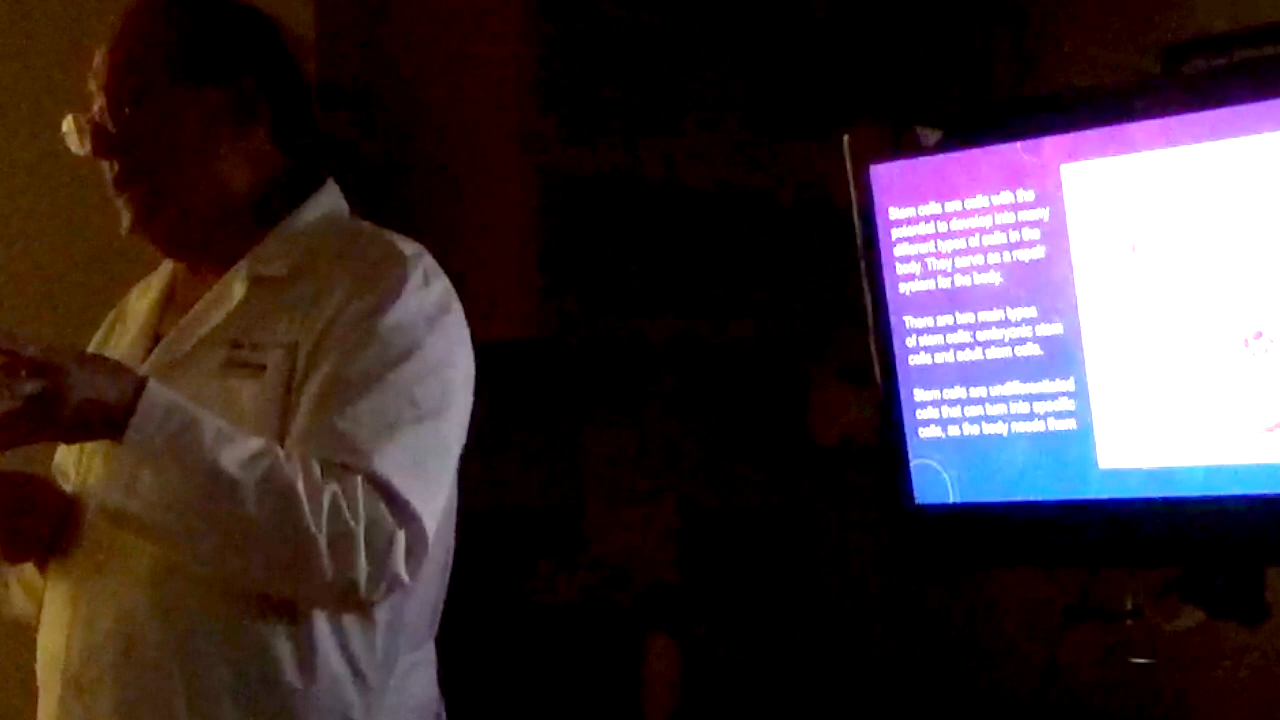 Stem cells are cells with the
potential to develop into many
different types of cells in the
body. They serve as a repair
system for the body.
There are two main types
of stem cells: embryonic stem
cells and adult stem cells.
Stem cells are undifferentiated
cells that can turn into specific
cells, as the body needs them